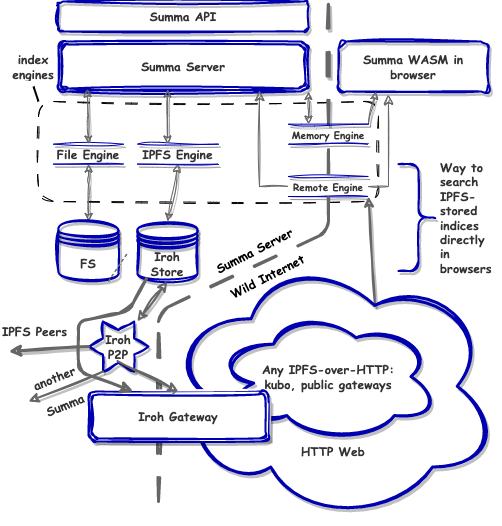 Summa API
Summa Server
Summa WASM in
browser
index
engines
Memory Engine
File Engine
IPFS Engine
Remote Engine
Way to
search
IPFS-
stored
indices
directly
in
browsers
FS
Iroh
Store
Summa Server
Wild Internet
IPFS Peers
Iroh
P2P
another
Summa
Any IPFS-over-HTTP:
kubo, public gateways
Iroh Gateway
HTTP Web